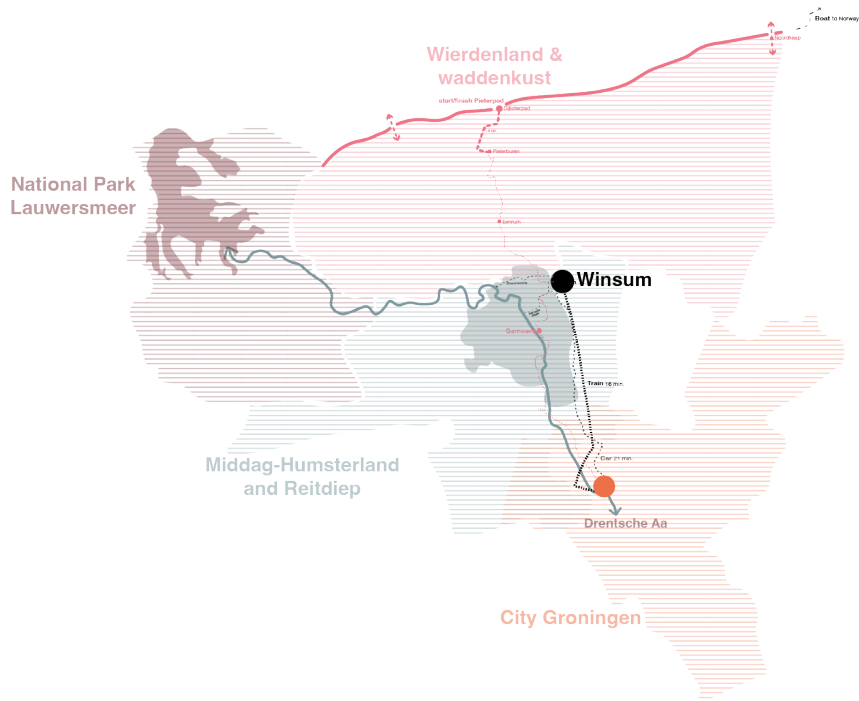 Boat to Norway
Wierdenland &
waddenkust
start/finish Pieterpad
Pieterburen
National Park
Lauwersmeer
Winsum
Garnwerd
Train 16 min.
Car 21 min.
Middag-Humsterland
and Reitdiep
Drentsche Aa
City Groningen